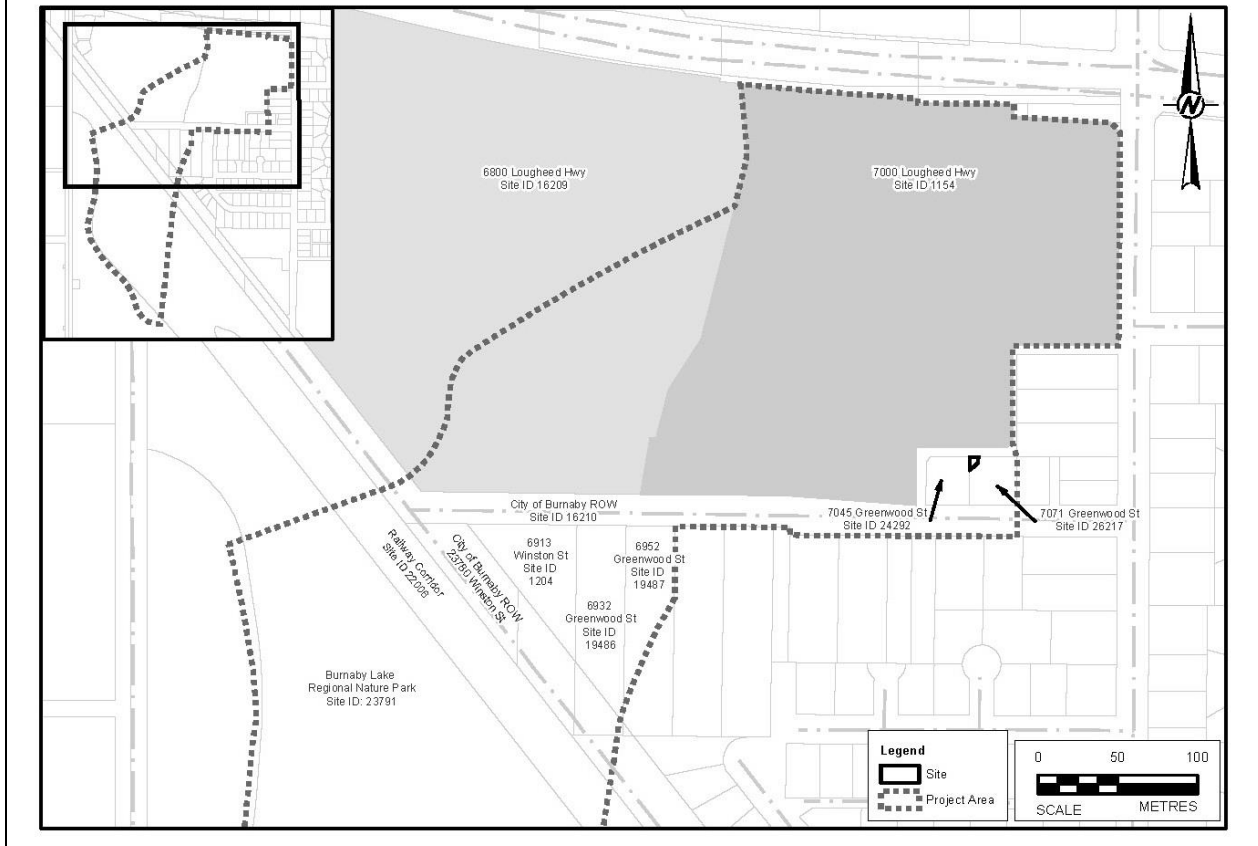 N
6800 Lougheed Hwy
Site ID 16209
7000 Lougheed Hwy
Site ID 1154
City of Burnaby ROW
Site ID 16210
7045 Greenwood St
Site ID 24292
7071 Greenwood St
Site ID 26217
Railway Corridor
Site ID 22006
City of Burnaby ROW
23780 Winston St
6913
Winston St
Site ID
1204
6952
Greenwood St
Site ID
19487
6932
Greenwood St
Site ID
19486
Burnaby Lake
Regional Nature Park
Site ID: 23791
Legend
Site
Project Area
0 50 100
SCALE METRES